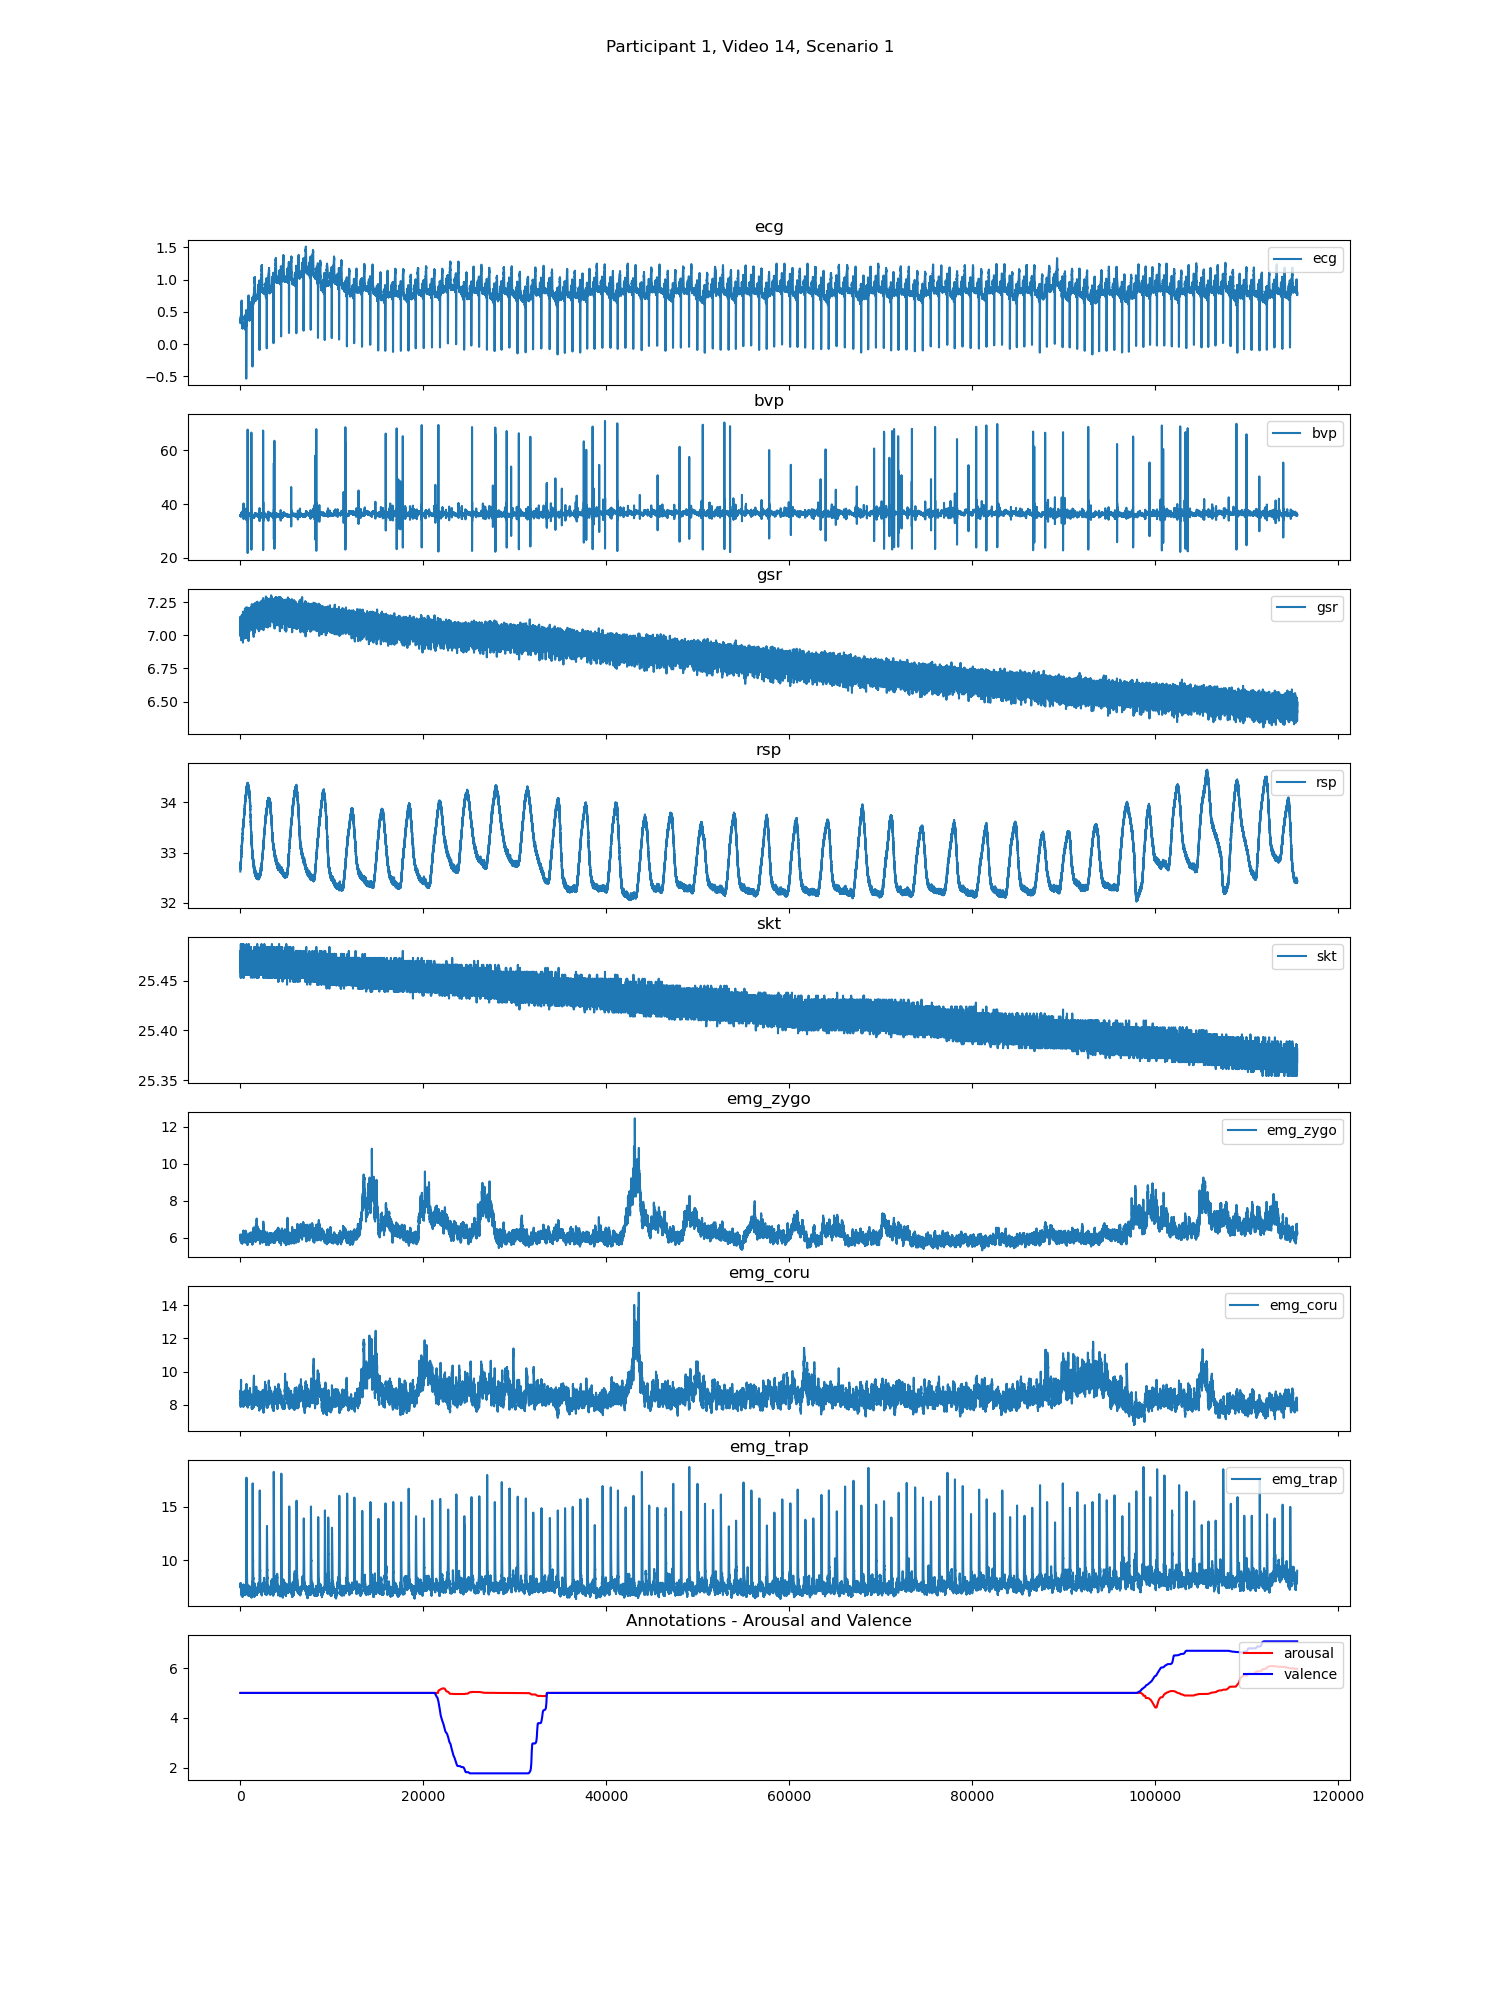 Participant 1, Video 14, Scenario 1
ecg
1.5
1.0
0.5
0.0
−0.5
ecg
bvp
60
40
20
bvp
gsr
7.25
7.00
6.75
6.50
gsr
rsp
34
33
32
rsp
skt
25.45
25.40
25.35
skt
emg_zygo
12
10
8
6
emg_zygo
emg_coru
14
12
10
8
emg_coru
emg_trap
15
10
emg_trap
Annotations - Arousal and Valence
6
4
2
arousal
valence
0 20000 40000 60000 80000 100000 120000